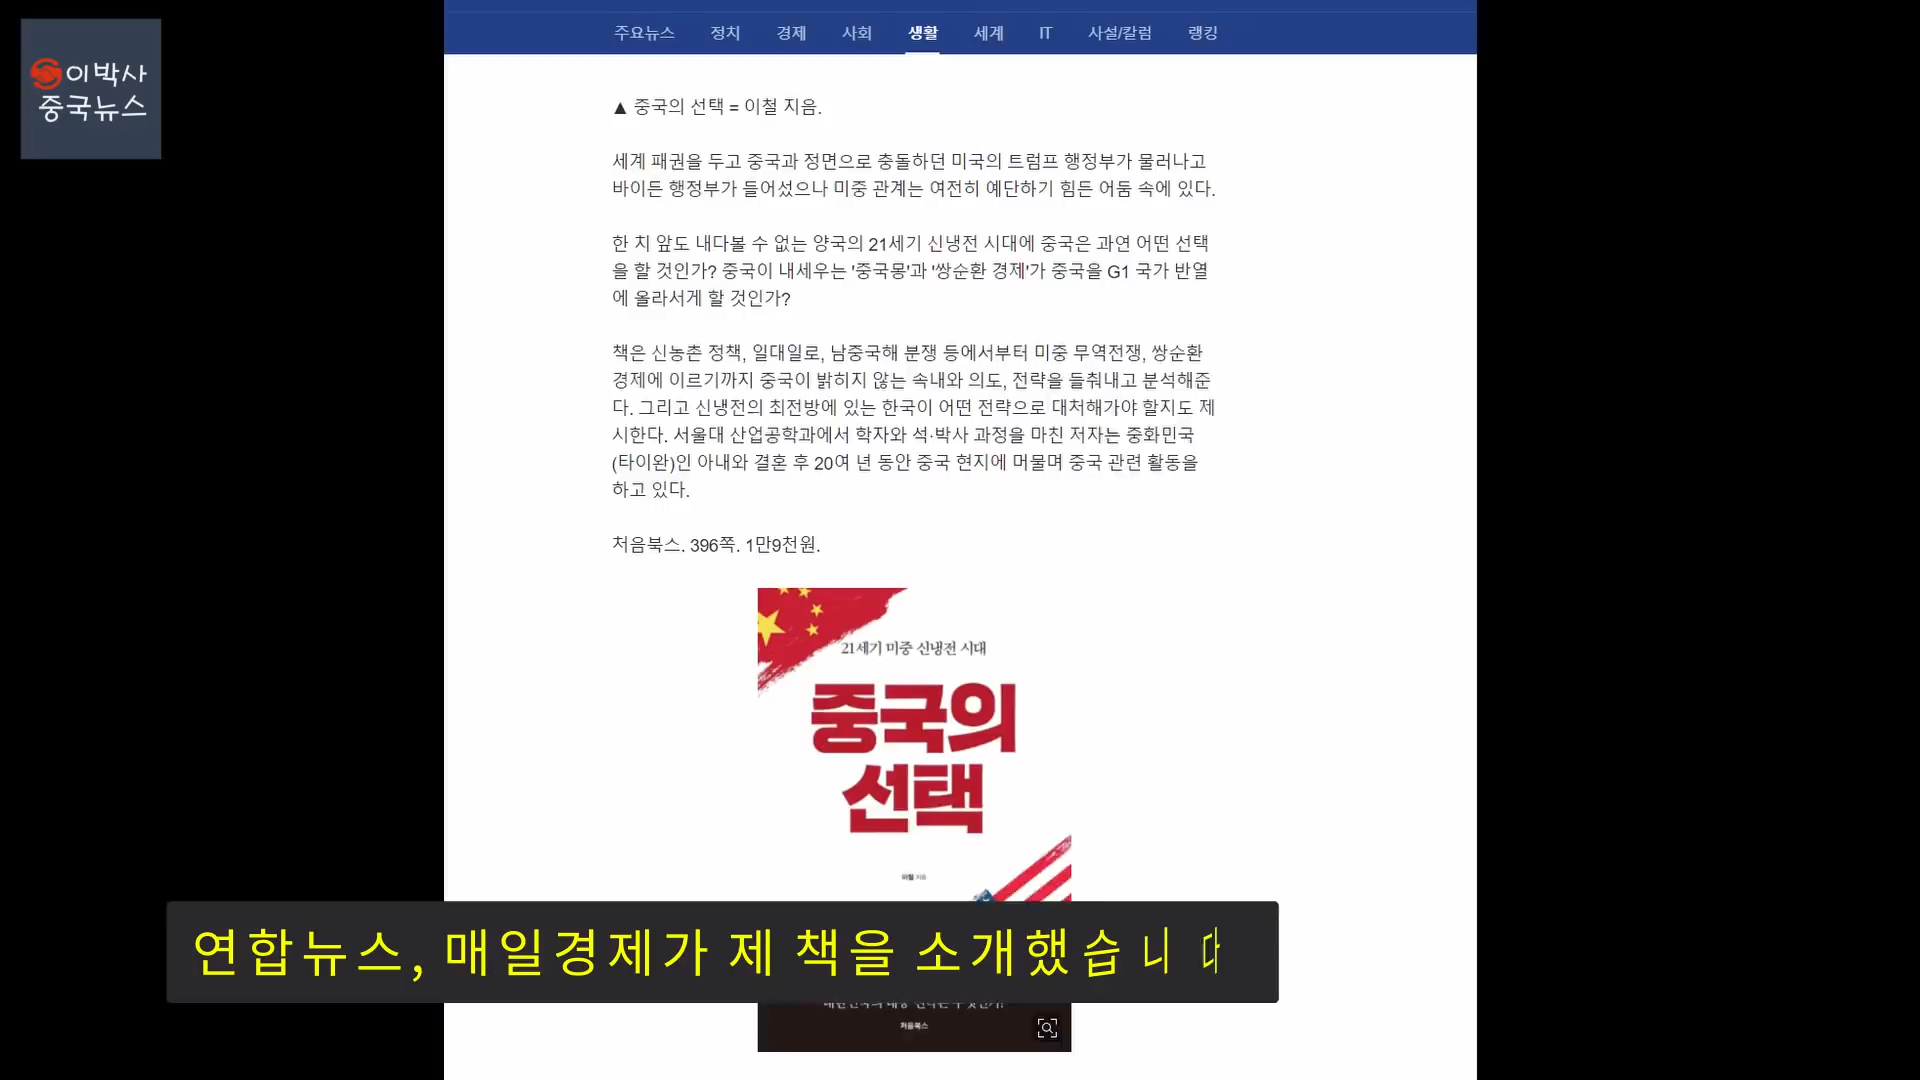 이박사
중국뉴스
주요뉴스 정치 경제 사회 생활 세계 IT 사설/칼럼 랭킹
▲ 중국의 선택 = 이철 지음.
세계 패권을 두고 중국과 정면으로 충돌하던 미국의 트럼프 행정부가 물러나고
바이든 행정부가 들어섰으나 미중 관계는 여전히 예단하기 힘든 어둠 속에 있다.
한 치 앞도 내다볼 수 없는 양국의 21세기 신냉전 시대에 중국은 과연 어떤 선택
을 할 것인가? 중국이 내세우는 '중국몽'과 '쌍순환 경제'가 중국을 G1 국가 반열
에 올라서게 할 것인가?
책은 신농촌 정책, 일대일로, 남중국해 분쟁 등에서부터 미중 무역전쟁, 쌍순환
경제에 이르기까지 중국이 밝히지 않는 속내와 의도, 전략을 들춰내고 분석해준
다. 그리고 신냉전의 최전방에 있는 한국이 어떤 전략으로 대처해가야 할지도 제
시한다. 서울대 산업공학과에서 학자와 석·박사 과정을 마친 저자는 중화민국
(타이완)인 아내와 결혼 후 20여 년 동안 중국 현지에 머물며 중국 관련 활동을
하고 있다.
처음북스. 396쪽. 1만9천원.
21세기 미중 신냉전 시대
중국의
선택
이철 지음
연합뉴스, 매일경제가 제 책을 소개했습니다
처음북스